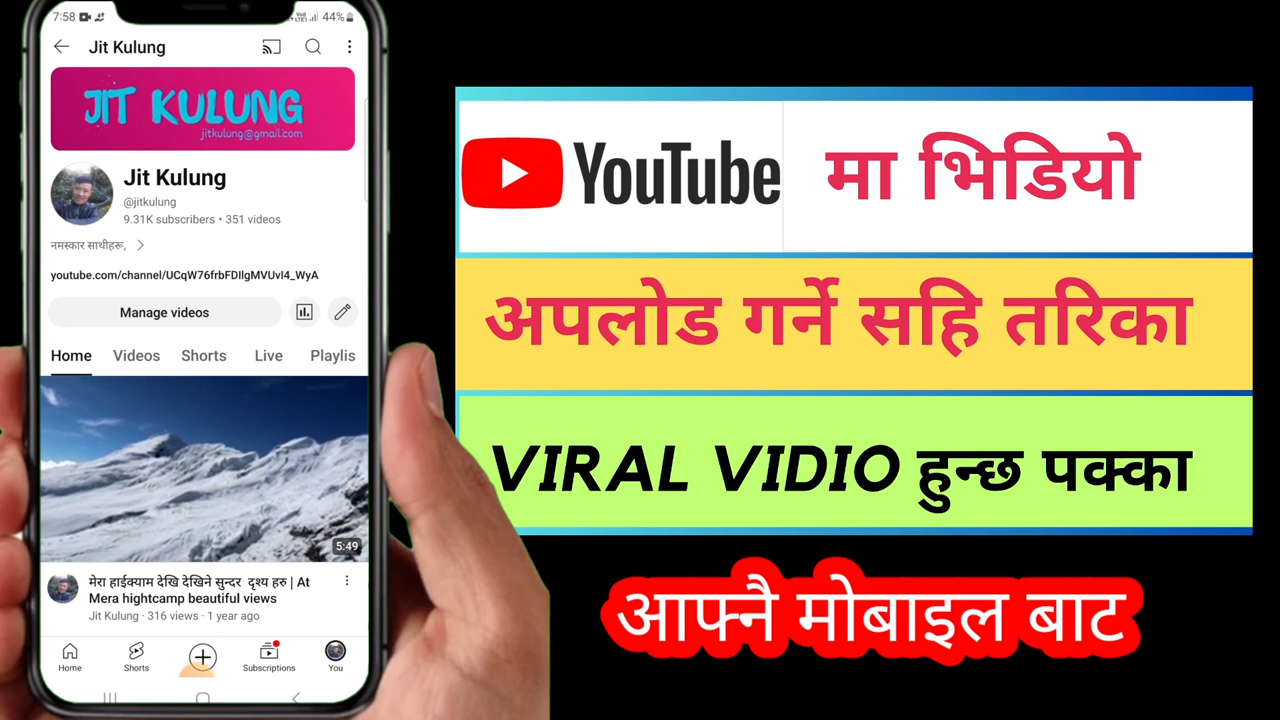 7:58
44%
Jit Kulung
JIT KULUNG
jitkulung@gmail.com
Jit Kulung
@jitkulung
9.31K subscribers • 351 videos
नमस्कार साथीहरू,
youtube.com/channel/UCqW76frbFDIlgMVUvI4_WyA
Manage videos
Home Videos Shorts Live Playlis
5:49
मेरा हाईक्याम देखि देखिने सुन्दर दृश्य हरु | At
Mera hightcamp beautiful views
Jit Kulung · 316 views · 1 year ago
Home Shorts Subscriptions You
YouTube मा भिडियो
अपलोड गर्ने सहि तरिका
VIRAL VIDIO हुन्छ पक्का
आफ्नै मोबाइल बाट